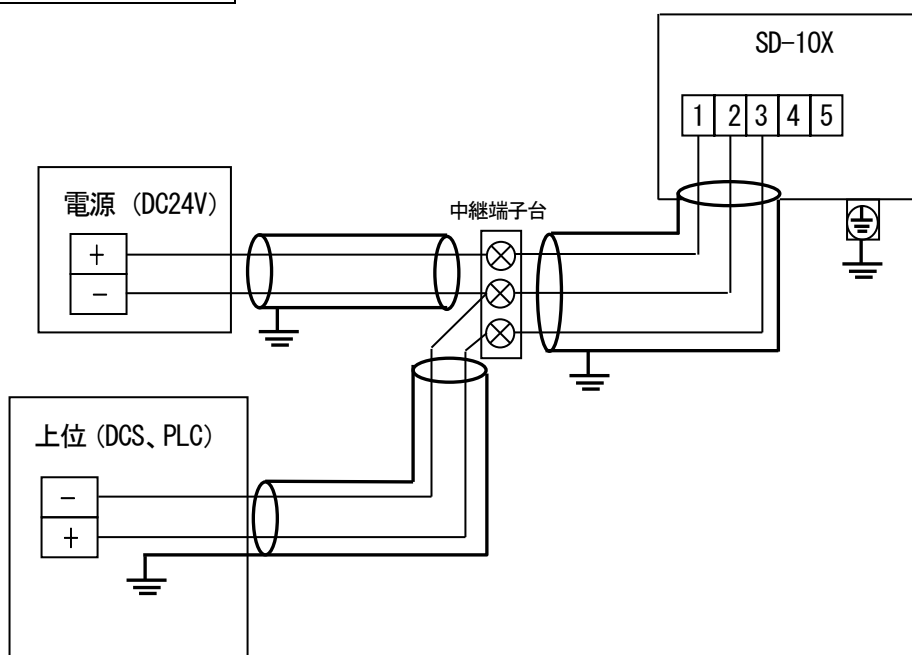 SD-10X
1 2 3 4 5
電源 (DC24V)
+
-
中継端子台
上位 (DCS、PLC)
-
+